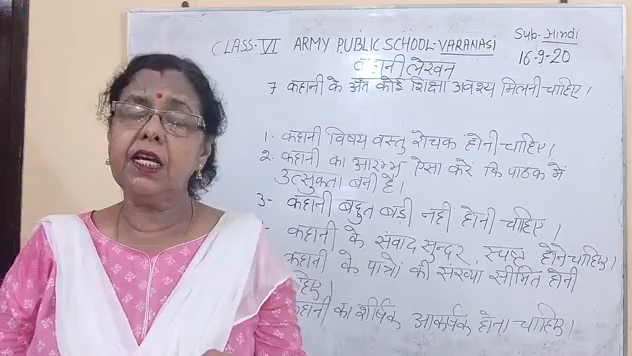 CLASS-VI ARMY PUBLIC SCHOOL-VARANASI
Sub- Hindi
16-9-20
कहानी लेखन
7 कहानी के अंत कोई शिक्षा अवश्य मिलनी चाहिए।
1. कहानी विषय वस्तु रोचक होनी चाहिए।
2. कहानी का आरम्भ ऐसा करें कि पाठक में
उत्सुकता बनी है।
3- कहानी बहुत बडी नही होनी चाहिए।
कहानी के संवाद सुन्दर, स्पष्ट होने चाहिए।
कहानी के पात्रों की संख्या सीमित होनी
हिए।
कहानी का शीर्षक आकर्षक होना चाहिए।